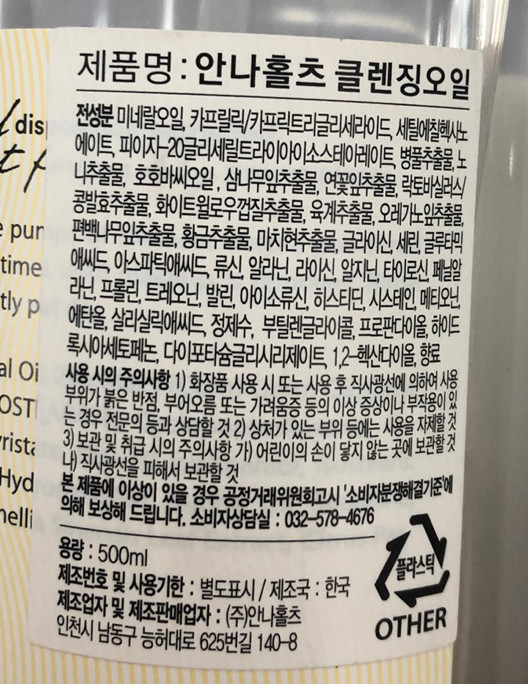 제품명 : 안나홀츠 클렌징오일
전성분 미네랄오일, 카프릴릭/카프릭트리글리세라이드, 세틸에칠헥사노
에이트, 피이지-20글리세릴트라이아이소스테아레이트, 병풀추출물, 노
니추출물, 호호바씨오일, 삼나무잎추출물, 연꽃잎추출물, 락토바실러스/
콩발효추출물, 화이트윌로우껍질추출물, 육계추출물, 오레가노잎추출물,
편백나무잎추출물, 황금추출물, 마치현추출물, 글라이신, 세린, 글루타믹
애씨드, 아스파틱애씨드, 류신, 알라닌, 라이신, 알지닌, 타이로신, 페닐알
라닌, 프롤린, 트레오닌, 발린, 아이소류신, 히스티딘, 시스테인, 메티오닌,
에탄올, 살리실릭애씨드, 정제수, 부틸렌글라이콜, 프로판다이올, 하이드
록시아세토페논, 다이포타슘글리시리제이트, 1,2-헥산다이올, 향료
사용 시의 주의사항 1) 화장품 사용 시 또는 사용 후 직사광선에 의하여 사용
부위가 붉은 반점, 부어오름 또는 가려움증 등의 이상 증상이나 부작용이 있
는 경우 전문의 등과 상담할 것 2) 상처가 있는 부위 등에는 사용을 자제할 것
3) 보관 및 취급 시의 주의사항 가) 어린이의 손이 닿지 않는 곳에 보관할 것
나) 직사광선을 피해서 보관할 것
본 제품에 이상이 있을 경우 공정거래위원회고시 '소비자분쟁해결기준'에
의해 보상해 드립니다. 소비자상담실 : 032-578-4676
용량 : 500ml
제조번호 및 사용기한 : 별도표시 / 제조국 : 한국
제조업자 및 제조판매업자 : (주)안나홀츠
인천시 남동구 능허대로 625번길 140-8
플라스틱
OTHER